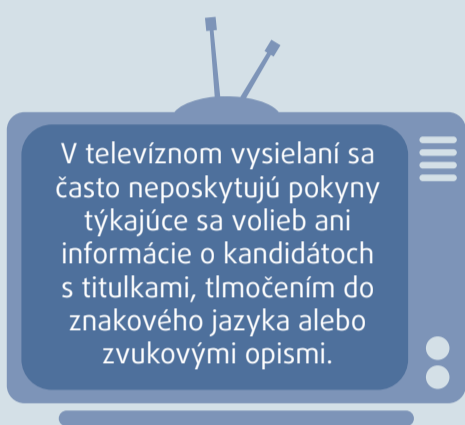 V televíznom vysielaní sa
často neposkytujú pokyny
týkajúce sa volieb ani
informácie o kandidátoch
s titulkami, tlmočením do
znakového jazyka alebo
zvukovými opismi.